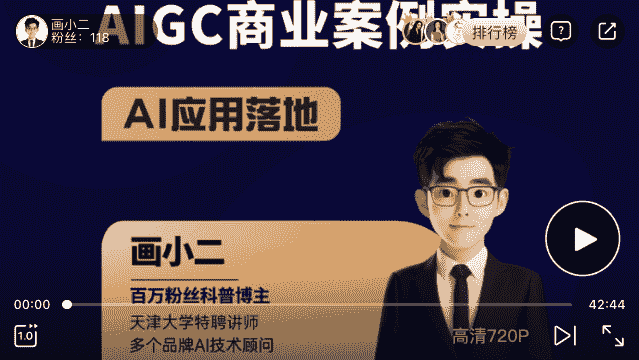 画小二
粉丝：118
AIGC商业案例实操
排行榜
?
AI应用落地
画小二
百万粉丝科普博主
天津大学特聘讲师
多个品牌AI技术顾问
00:00
42:44
1.0
高清720P